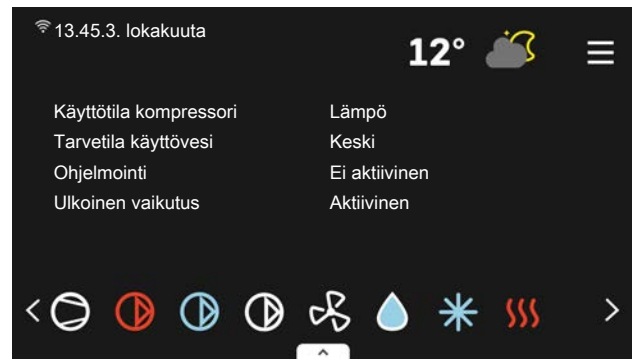 13.45.3. lokakuuta
12°
Käyttötila kompressori Lämpö
Tarvetila käyttövesi Keski
Ohjelmointi Ei aktiivinen
Ulkoinen vaikutus Aktiivinen